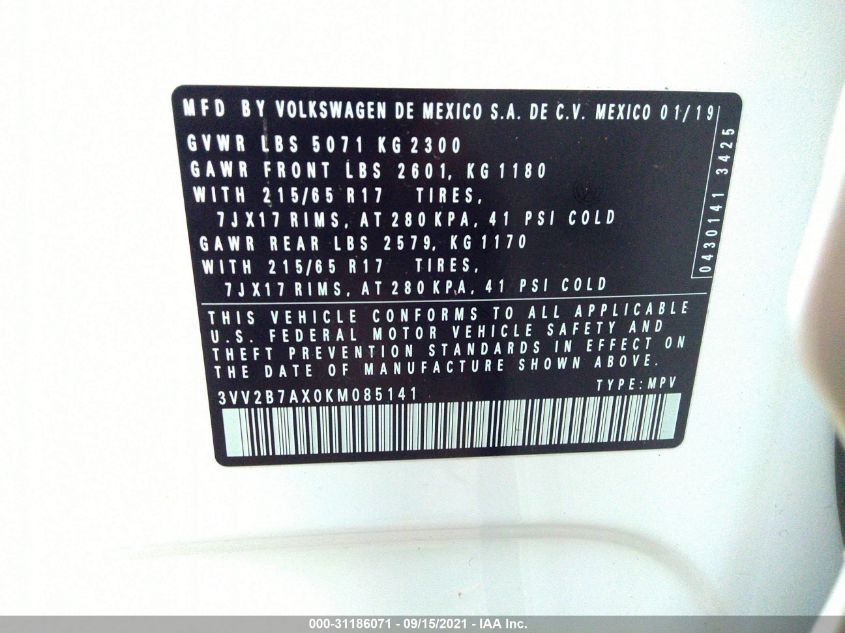 MFD BY VOLKSWAGEN DE MEXICO S.A. DE C.V. MEXICO 01/19
GVWR LBS 5071 KG 2300
GAWR FRONT LBS 2601, KG 1180
WITH 215/65 R17 TIRES,
7JX17 RIMS, AT 280 KPA, 41 PSI COLD
GAWR REAR LBS 2579, KG 1170
WITH 215/65 R17 TIRES,
7JX17 RIMS, AT 280 KPA, 41 PSI COLD
0430141 3425
THIS VEHICLE CONFORMS TO ALL APPLICABLE
U.S. FEDERAL MOTOR VEHICLE SAFETY AND
THEFT PREVENTION STANDARDS IN EFFECT ON
THE DATE OF MANUFACTURE SHOWN ABOVE.
3VV2B7AX0KM085141 TYPE:MPV
000-31186071 - 09/15/2021 - IAA Inc.